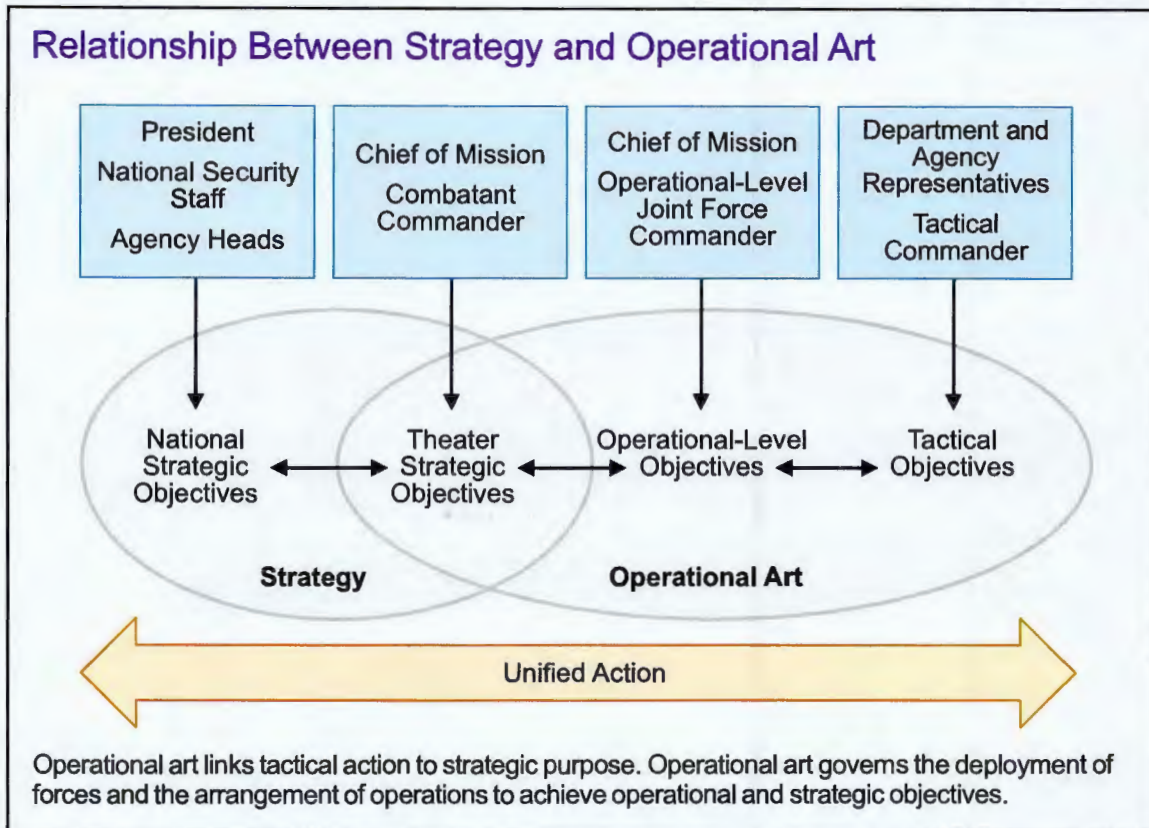 Relationship Between Strategy and Operational Art
President
National Security
Staff
Agency Heads
Chief of Mission
Combatant
Commander
Chief of Mission
Operational-Level
Joint Force
Commander
Department and
Agency
Representatives
Tactical
Commander
National
Strategic
Objectives
Theater
Strategic
Objectives
Operational-Level
Objectives
Tactical
Objectives
Strategy
Operational Art
Unified Action
Operational art links tactical action to strategic purpose. Operational art governs the deployment of
forces and the arrangement of operations to achieve operational and strategic objectives.